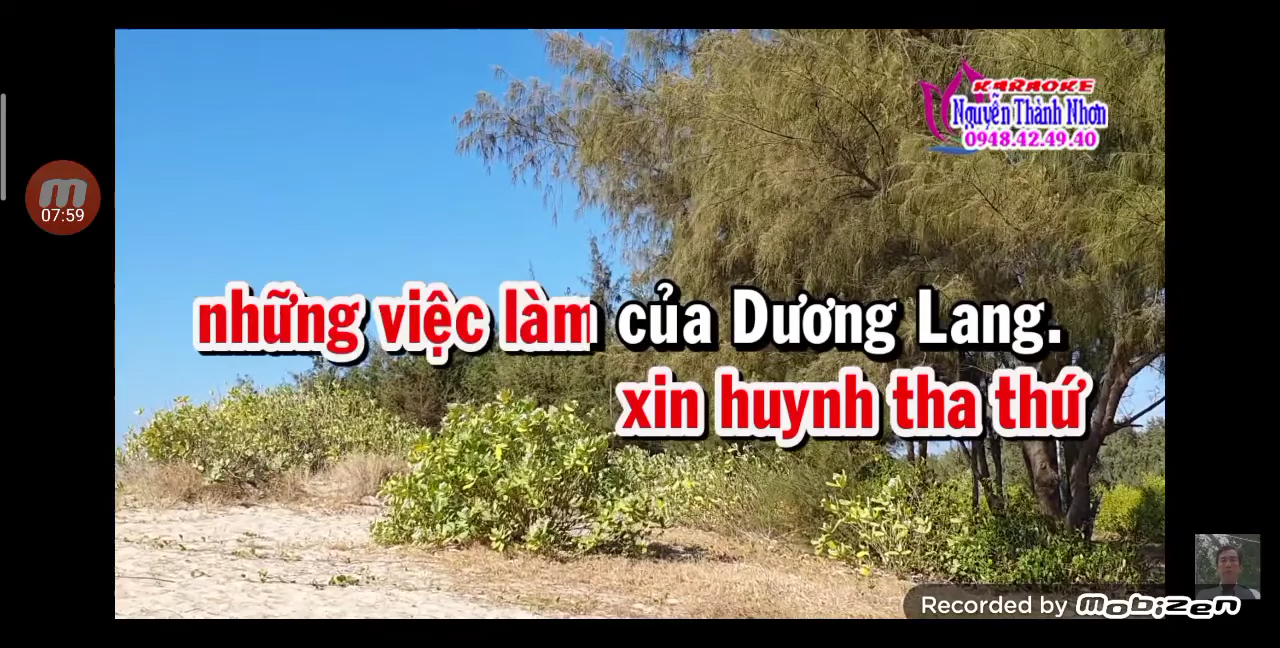 KARAOKE
Nguyễn Thành Nhơn
0948.42.49.40
07:59
những việc làm của Dương Lang.
xin huynh tha thứ
Recorded by mobizen